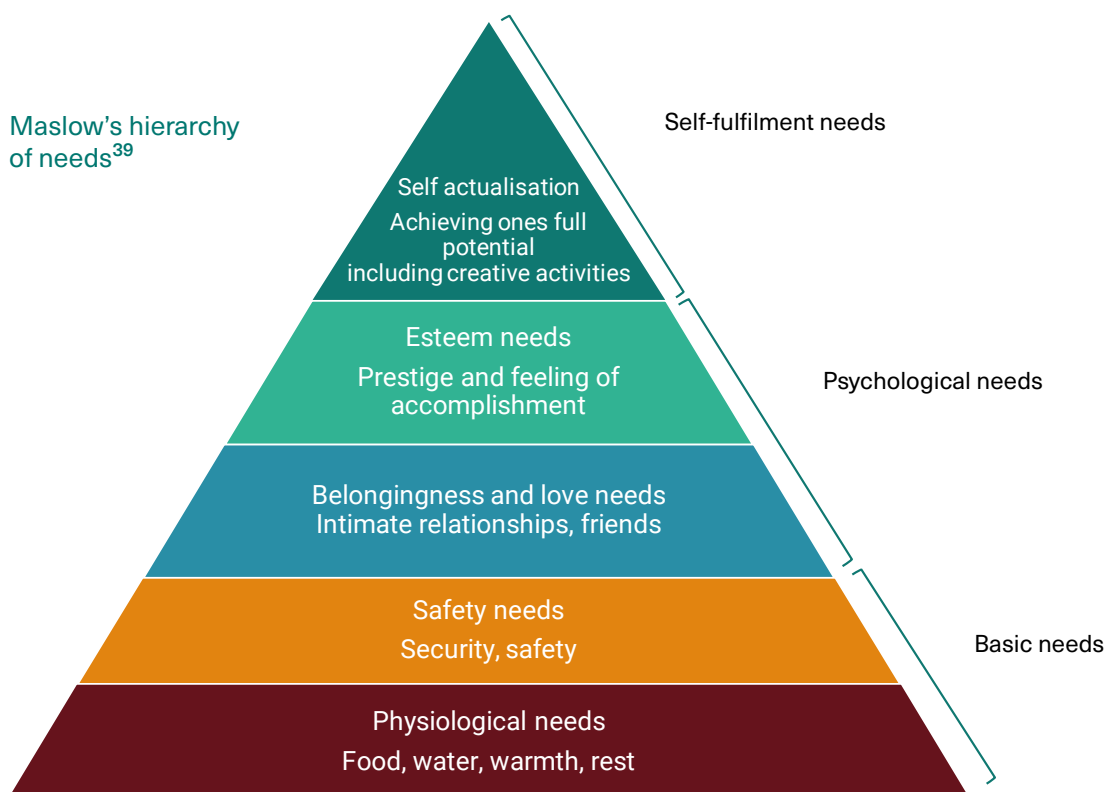 Maslow's hierarchy
of needs39
Self-fulfilment needs
Self actualisation
Achieving ones full
potential
including creative activities
Esteem needs
Prestige and feeling of
accomplishment
Psychological needs
Belongingness and love needs
Intimate relationships, friends
Safety needs
Security, safety
Basic needs
Physiological needs
Food, water, warmth, rest